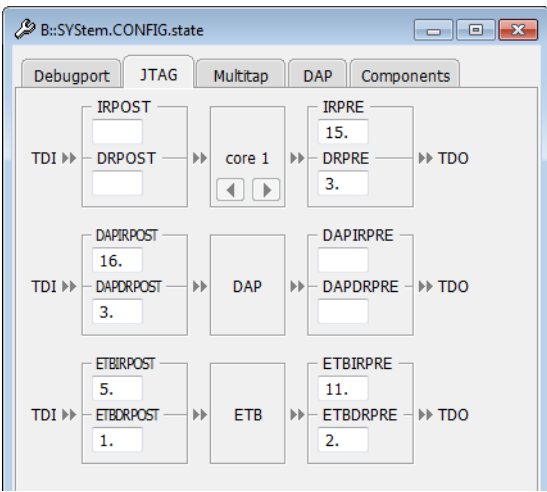 B::SYStem.CONFIG.state
Debugport JTAG Multitap DAP Components
IRPOST IRPRE
15.
TDI DRPOST core 1 DRPRE TDO
3.
DAPIRPOST DAPIRPRE
16.
TDI DAPDRPOST DAP DAPDRPRE TDO
3.
ETBIRPOST ETBIRPRE
5. 11.
TDI ETBDRPOST ETB ETBDRPRE TDO
1. 2.